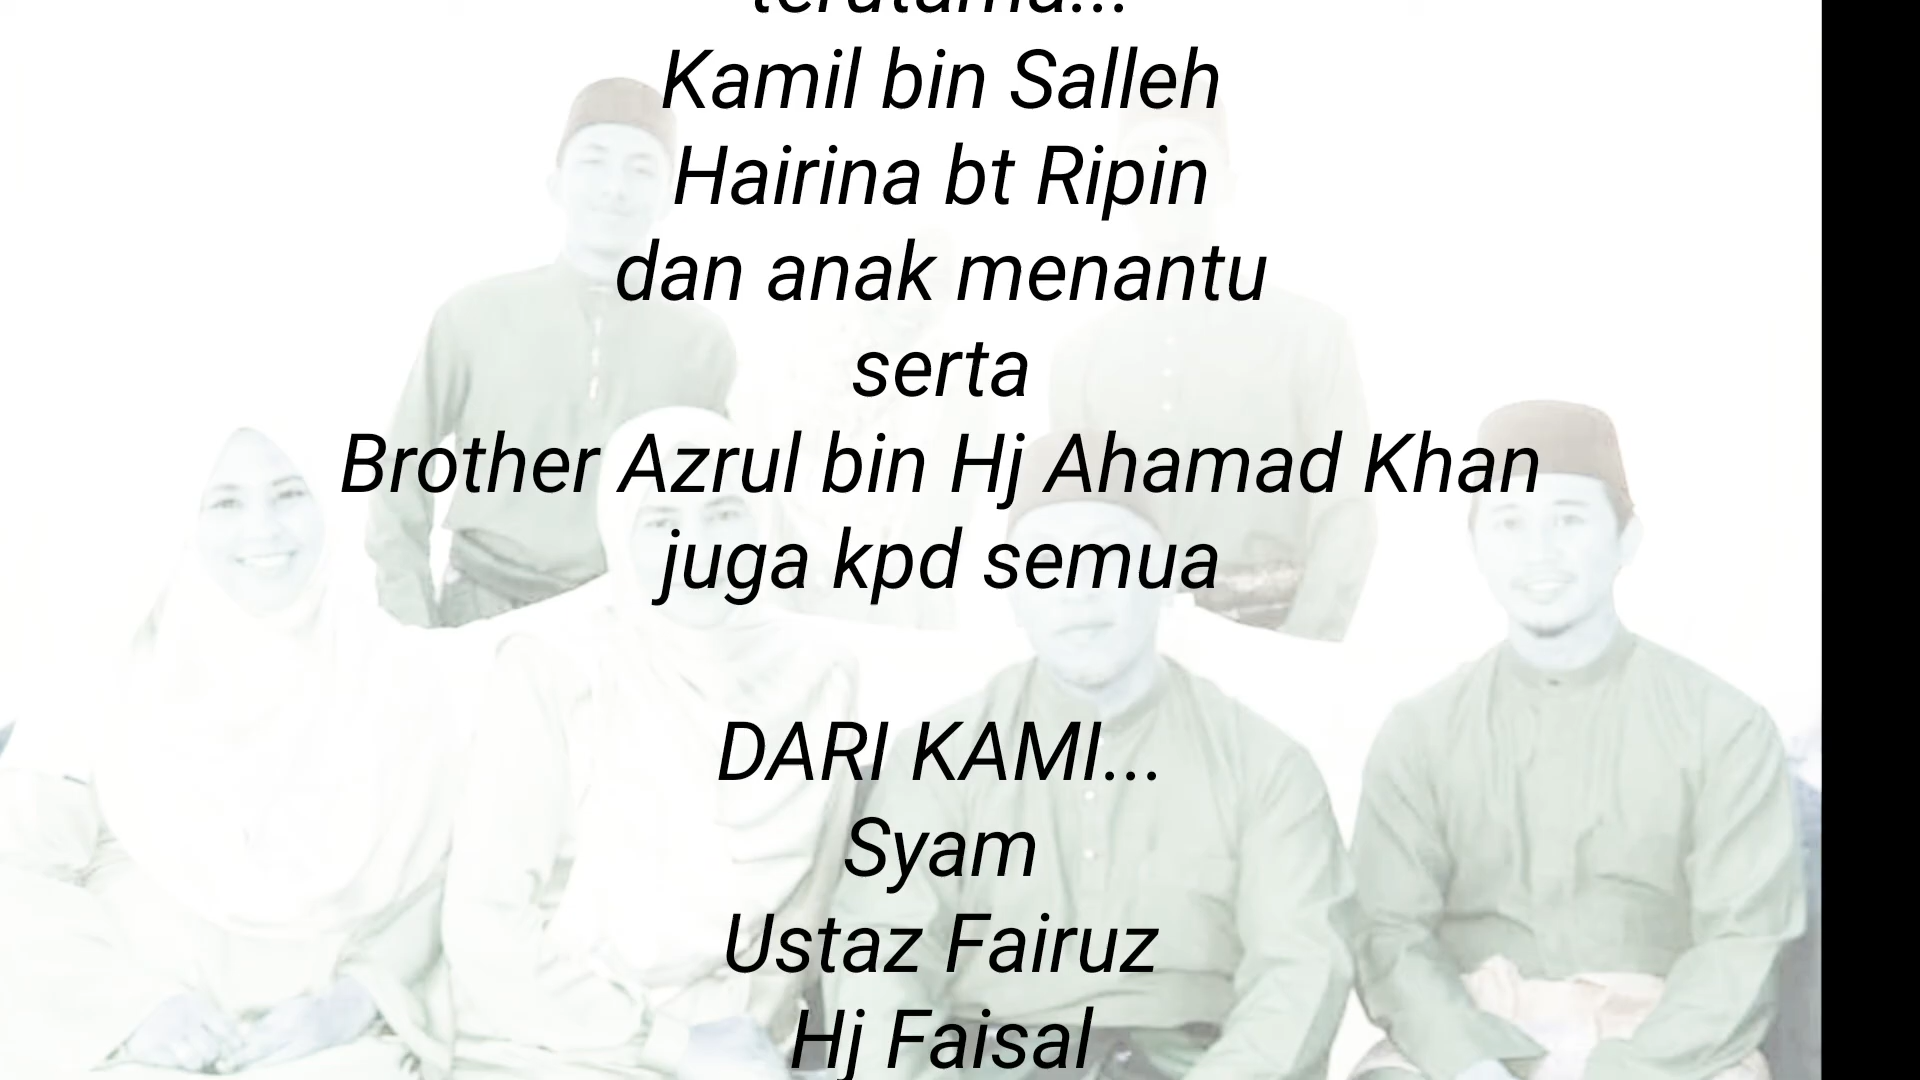 terutama...
Kamil bin Salleh
Hairina bt Ripin
dan anak menantu
serta
Brother Azrul bin Hj Ahamad Khan
juga kpd semua
DARI KAMI...
Syam
Ustaz Fairuz
Hj Faisal